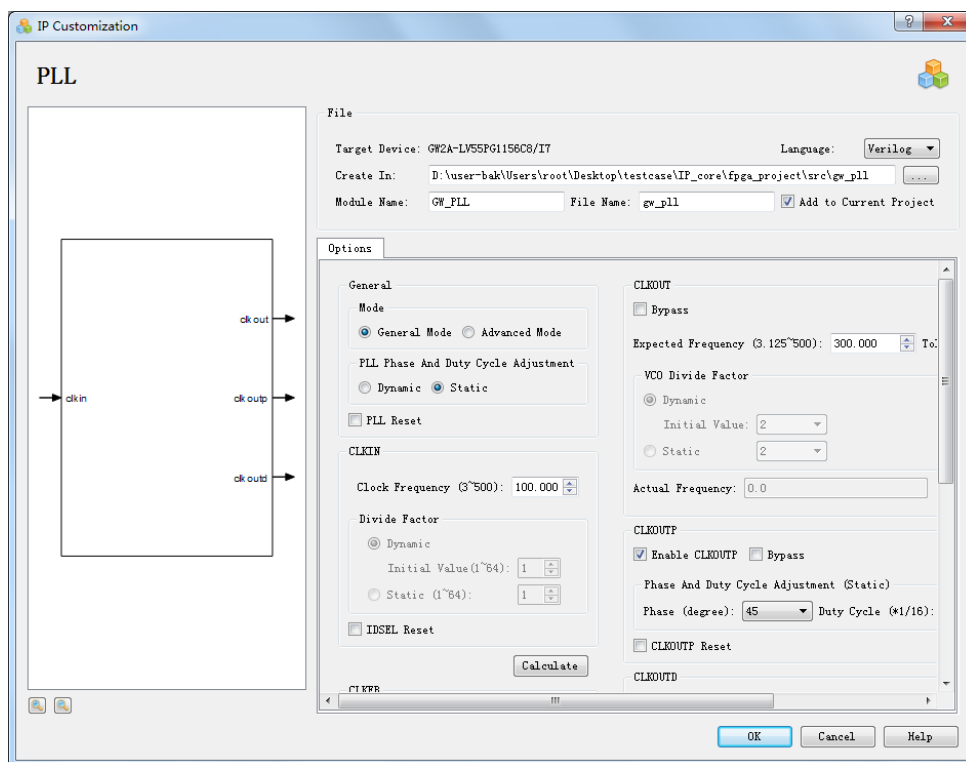 IP Customization
PLL
File
Target Device: GW2A-LV55PG1156C8/I7
Language: Verilog
Create In: D:\user-bak\Users\root\Desktop\testcase\IP_core\fpga_project\src\gw_pll ...
Module Name: GW_PLL File Name: gw_pll Add to Current Project
clkin
clkout
clkoutp
clkoutd
Options
General
Mode
General Mode Advanced Mode
PLL Phase And Duty Cycle Adjustment
Dynamic Static
PLL Reset
CLKIN
Clock Frequency (3~500): 100.000
Divide Factor
Dynamic
Initial Value(1~64): 1
Static (1~64): 1
IDSEL Reset
Calculate
CLKFB
CLKOUT
Bypass
Expected Frequency (3.125~500): 300.000 Tol
VCO Divide Factor
Dynamic
Initial Value: 2
Static 2
Actual Frequency: 0.0
CLKOUTP
Enable CLKOUTP Bypass
Phase And Duty Cycle Adjustment (Static)
Phase (degree): 45 Duty Cycle (*1/16):
CLKOUTP Reset
CLKOUTD
OK Cancel Help